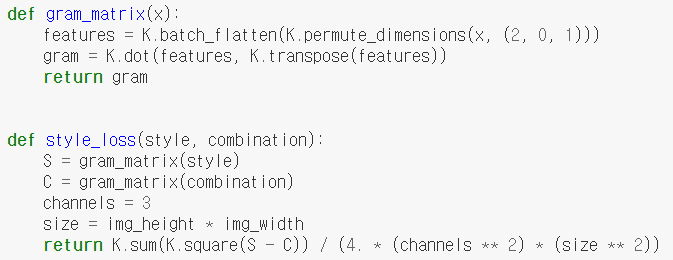 def gram_matrix(x):
    features = K.batch_flatten(K.permute_dimensions(x, (2, 0, 1)))
    gram = K.dot(features, K.transpose(features))
    return gram
def style_loss(style, combination):
    S = gram_matrix(style)
    C = gram_matrix(combination)
    channels = 3
    size = img_height * img_width
    return K.sum(K.square(S - C)) / (4. * (channels ** 2) * (size ** 2))